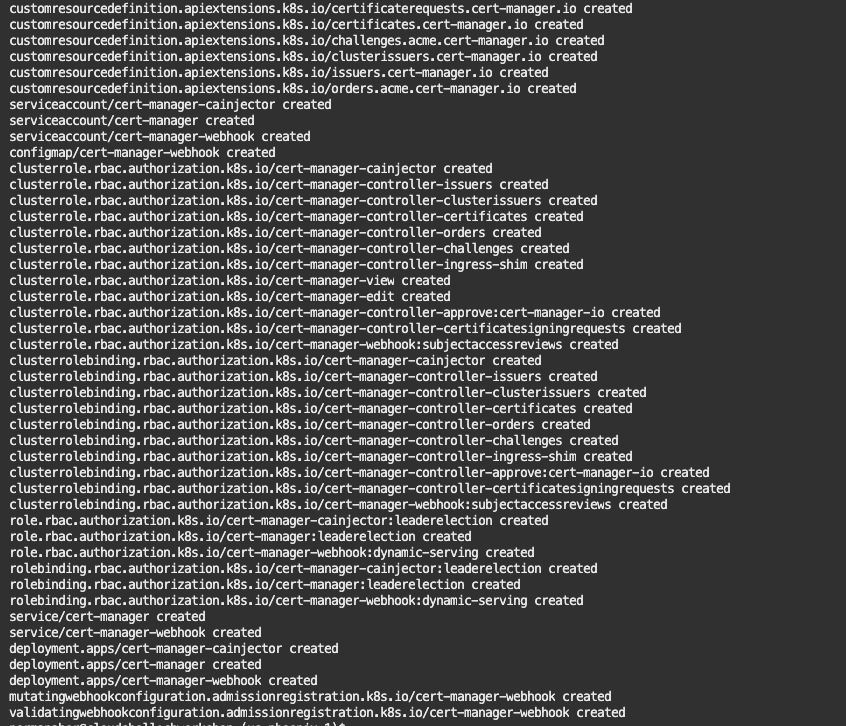 customresourcedefinition.apiextensions.k8s.io/certificaterequests.cert-manager.io created
customresourcedefinition.apiextensions.k8s.io/certificates.cert-manager.io created
customresourcedefinition.apiextensions.k8s.io/challenges.acme.cert-manager.io created
customresourcedefinition.apiextensions.k8s.io/clusterissuers.cert-manager.io created
customresourcedefinition.apiextensions.k8s.io/issuers.cert-manager.io created
customresourcedefinition.apiextensions.k8s.io/orders.acme.cert-manager.io created
serviceaccount/cert-manager-cainjector created
serviceaccount/cert-manager created
serviceaccount/cert-manager-webhook created
configmap/cert-manager-webhook created
clusterrole.rbac.authorization.k8s.io/cert-manager-cainjector created
clusterrole.rbac.authorization.k8s.io/cert-manager-controller-issuers created
clusterrole.rbac.authorization.k8s.io/cert-manager-controller-clusterissuers created
clusterrole.rbac.authorization.k8s.io/cert-manager-controller-certificates created
clusterrole.rbac.authorization.k8s.io/cert-manager-controller-orders created
clusterrole.rbac.authorization.k8s.io/cert-manager-controller-challenges created
clusterrole.rbac.authorization.k8s.io/cert-manager-controller-ingress-shim created
clusterrole.rbac.authorization.k8s.io/cert-manager-view created
clusterrole.rbac.authorization.k8s.io/cert-manager-edit created
clusterrole.rbac.authorization.k8s.io/cert-manager-controller-approve:cert-manager-io created
clusterrole.rbac.authorization.k8s.io/cert-manager-controller-certificatesigningrequests created
clusterrole.rbac.authorization.k8s.io/cert-manager-webhook:subjectaccessreviews created
clusterrolebinding.rbac.authorization.k8s.io/cert-manager-cainjector created
clusterrolebinding.rbac.authorization.k8s.io/cert-manager-controller-issuers created
clusterrolebinding.rbac.authorization.k8s.io/cert-manager-controller-clusterissuers created
clusterrolebinding.rbac.authorization.k8s.io/cert-manager-controller-certificates created
clusterrolebinding.rbac.authorization.k8s.io/cert-manager-controller-orders created
clusterrolebinding.rbac.authorization.k8s.io/cert-manager-controller-challenges created
clusterrolebinding.rbac.authorization.k8s.io/cert-manager-controller-ingress-shim created
clusterrolebinding.rbac.authorization.k8s.io/cert-manager-controller-approve:cert-manager-io created
clusterrolebinding.rbac.authorization.k8s.io/cert-manager-controller-certificatesigningrequests created
clusterrolebinding.rbac.authorization.k8s.io/cert-manager-webhook:subjectaccessreviews created
role.rbac.authorization.k8s.io/cert-manager-cainjector:leaderelection created
role.rbac.authorization.k8s.io/cert-manager:leaderelection created
role.rbac.authorization.k8s.io/cert-manager-webhook:dynamic-serving created
rolebinding.rbac.authorization.k8s.io/cert-manager-cainjector:leaderelection created
rolebinding.rbac.authorization.k8s.io/cert-manager:leaderelection created
rolebinding.rbac.authorization.k8s.io/cert-manager-webhook:dynamic-serving created
service/cert-manager created
service/cert-manager-webhook created
deployment.apps/cert-manager-cainjector created
deployment.apps/cert-manager created
deployment.apps/cert-manager-webhook created
mutatingwebhookconfiguration.admissionregistration.k8s.io/cert-manager-webhook created
validatingwebhookconfiguration.admissionregistration.k8s.io/cert-manager-webhook created